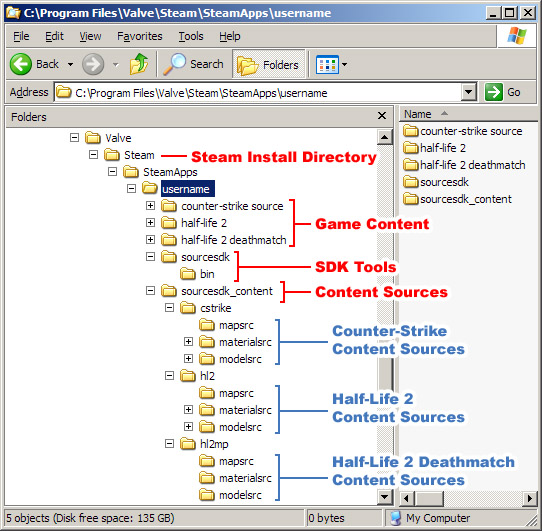 C:\Program Files\Valve\Steam\SteamApps\username
File Edit View Favorites Tools Help
Back Search Folders
Address C:\Program Files\Valve\Steam\SteamApps\username Go
Folders
Valve
Steam
Steam Install Directory
SteamApps
username
counter-strike source
half-life 2
half-life 2 deathmatch
Game Content
sourcesdk
bin
SDK Tools
sourcesdk_content
Content Sources
cstrike
mapsrc
materialsrc
modelsrc
Counter-Strike
Content Sources
hl2
mapsrc
materialsrc
modelsrc
Half-Life 2
Content Sources
hl2mp
mapsrc
materialsrc
modelsrc
Half-Life 2 Deathmatch
Content Sources
Name
counter-strike source
half-life 2
half-life 2 deathmatch
sourcesdk
sourcesdk_content
5 objects (Disk free space: 135 GB) 0 bytes My Computer